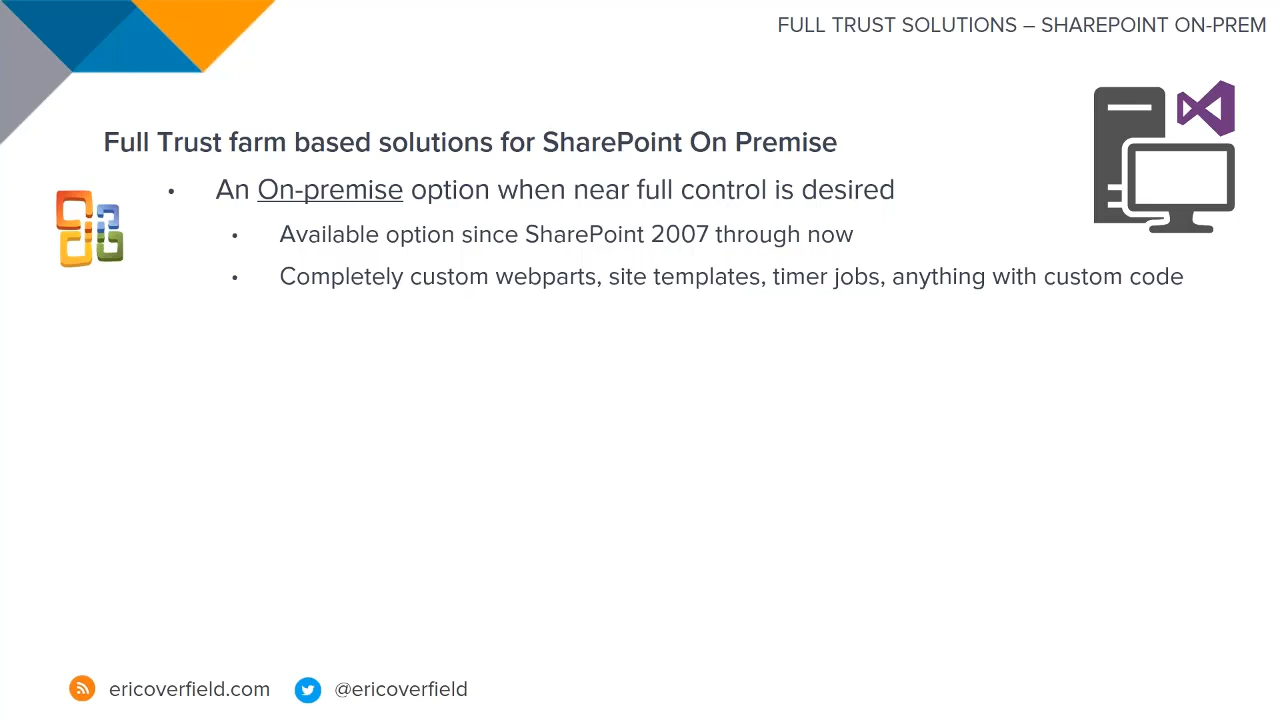 FULL TRUST SOLUTIONS – SHAREPOINT ON-PREM
Full Trust farm based solutions for SharePoint On Premise
• An On-premise option when near full control is desired
• Available option since SharePoint 2007 through now
• Completely custom webparts, site templates, timer jobs, anything with custom code
ericoverfield.com @ericoverfield